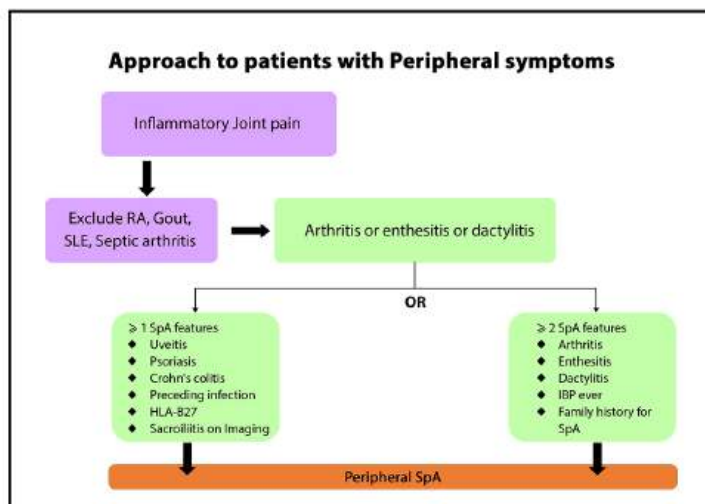 Approach to patients with Peripheral symptoms
Inflammatory Joint pain
Exclude RA, Gout,
SLE, Septic arthritis
Arthritis or enthesitis or dactylitis
OR
⩾ 1 SpA features
◆ Uveitis
◆ Psoriasis
◆ Crohn's colitis
◆ Preceding infection
◆ HLA-B27
◆ Sacroiliitis on Imaging
⩾ 2 SpA features
◆ Arthritis
◆ Enthesitis
◆ Dactylitis
◆ IBP ever
◆ Family history for
SpA
Peripheral SpA